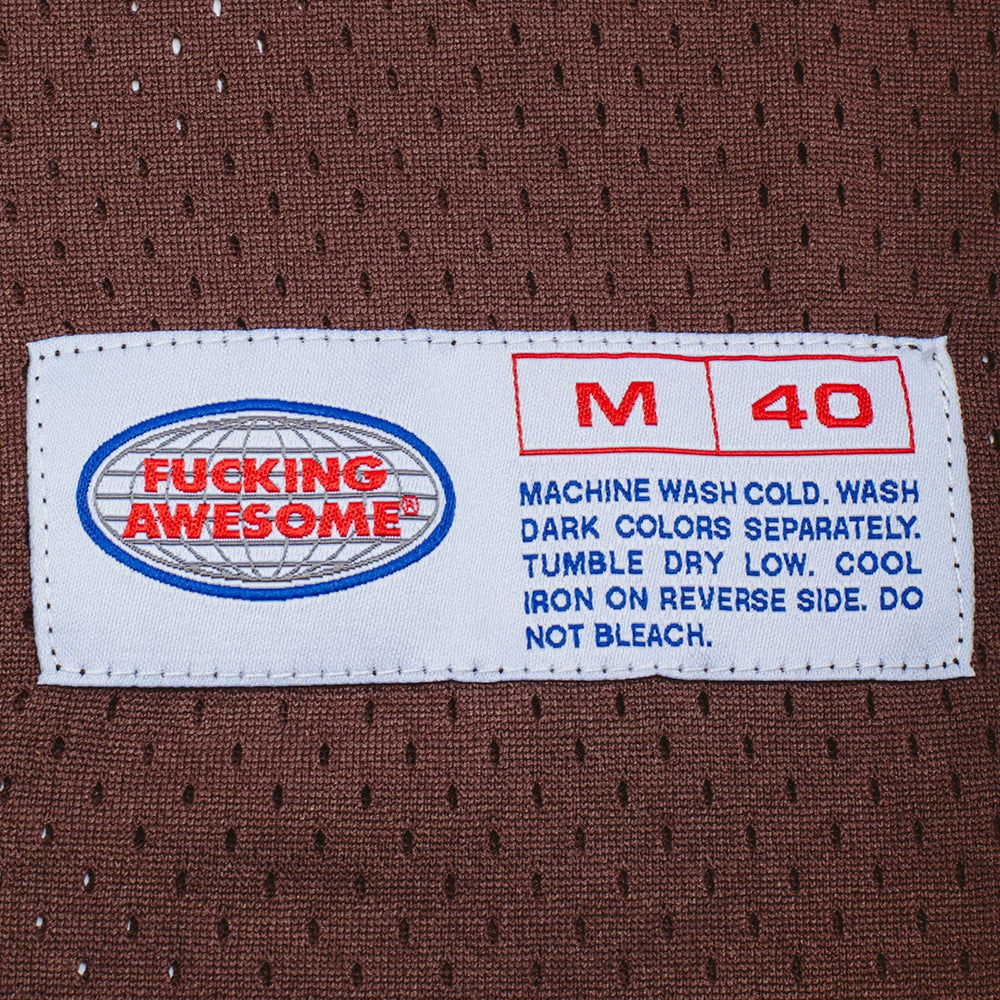 FUCKING
AWESOME®
M 40
MACHINE WASH COLD. WASH
DARK COLORS SEPARATELY.
TUMBLE DRY LOW. COOL
IRON ON REVERSE SIDE. DO
NOT BLEACH.